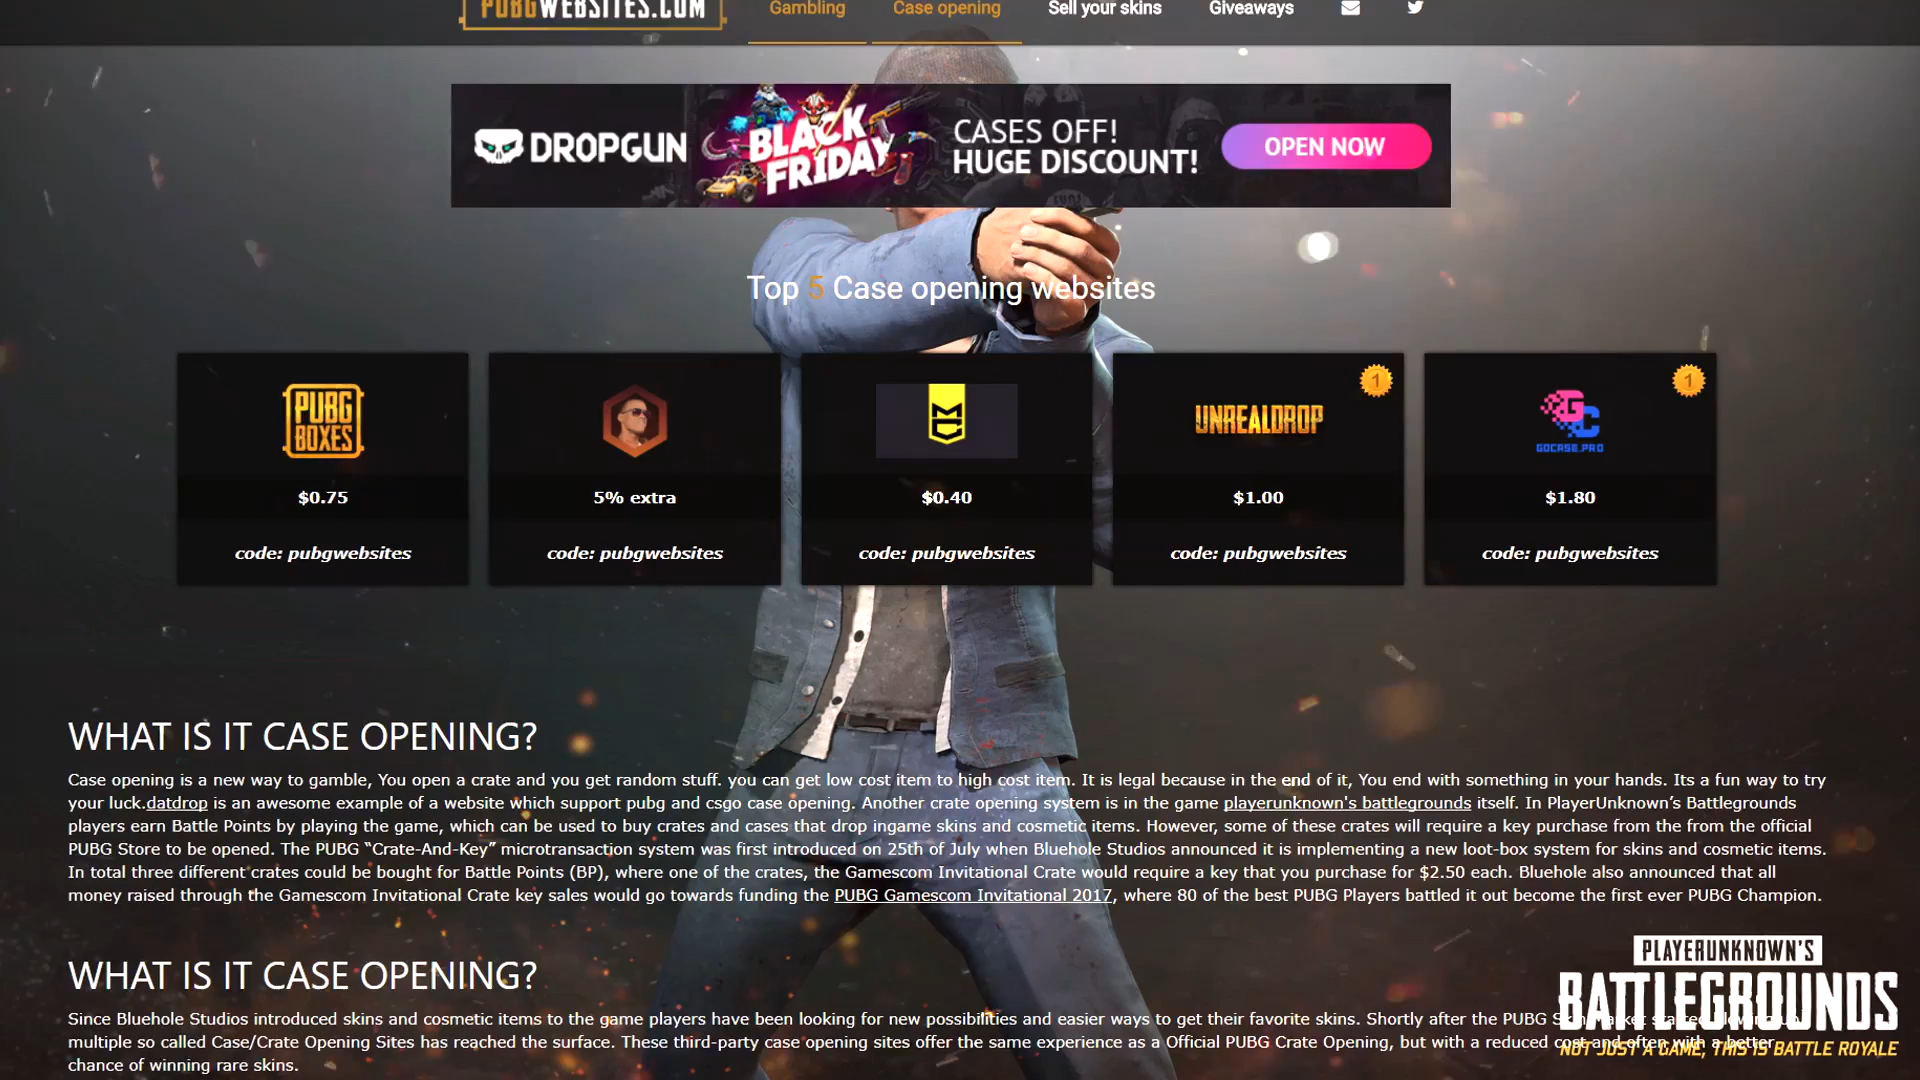 PUBGWEBSITES.COM
Gambling
Case opening
Sell your skins
Giveaways
DROPGUN
BLACK
FRIDAY
CASES OFF!
HUGE DISCOUNT!
OPEN NOW
Top 5 Case opening websites
PUBG
BOXES
$0.75
code: pubgwebsites
5% extra
code: pubgwebsites
$0.40
code: pubgwebsites
1
UNREALDROP
$1.00
code: pubgwebsites
1
GC
GOCASE.PRO
$1.80
code: pubgwebsites
WHAT IS IT CASE OPENING?
Case opening is a new way to gamble, You open a crate and you get random stuff. you can get low cost item to high cost item. It is legal because in the end of it, You end with something in your hands. Its a fun way to try
your luck.datdrop is an awesome example of a website which support pubg and csgo case opening. Another crate opening system is in the game playerunknown's battlegrounds itself. In PlayerUnknown’s Battlegrounds
players earn Battle Points by playing the game, which can be used to buy crates and cases that drop ingame skins and cosmetic items. However, some of these crates will require a key purchase from the from the official
PUBG Store to be opened. The PUBG “Crate-And-Key” microtransaction system was first introduced on 25th of July when Bluehole Studios announced it is implementing a new loot-box system for skins and cosmetic items.
In total three different crates could be bought for Battle Points (BP), where one of the crates, the Gamescom Invitational Crate would require a key that you purchase for $2.50 each. Bluehole also announced that all
money raised through the Gamescom Invitational Crate key sales would go towards funding the PUBG Gamescom Invitational 2017, where 80 of the best PUBG Players battled it out become the first ever PUBG Champion.
WHAT IS IT CASE OPENING?
Since Bluehole Studios introduced skins and cosmetic items to the game players have been looking for new possibilities and easier ways to get their favorite skins. Shortly after the PUBG
multiple so called Case/Crate Opening Sites has reached the surface. These third-party case opening sites offer the same experience as a Official PUBG Crate Opening, but with a reduced cost and often with a better
chance of winning rare skins.
PLAYERUNKNOWN'S
BATTLEGROUNDS
NOT JUST A GAME, THIS IS BATTLE ROYALE